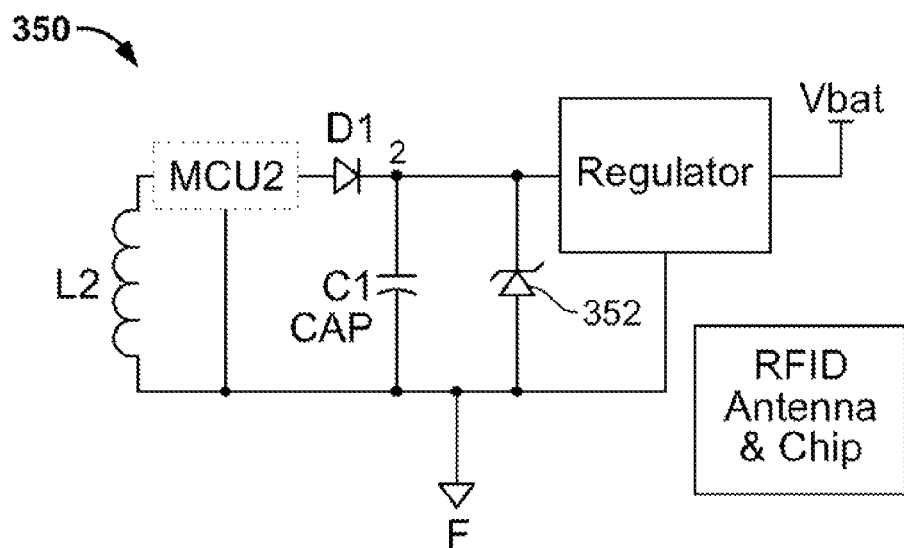 350
Vbat
D1
2
MCU2
Regulator
L2
C1
CAP
352
RFID
Antenna
& Chip
F